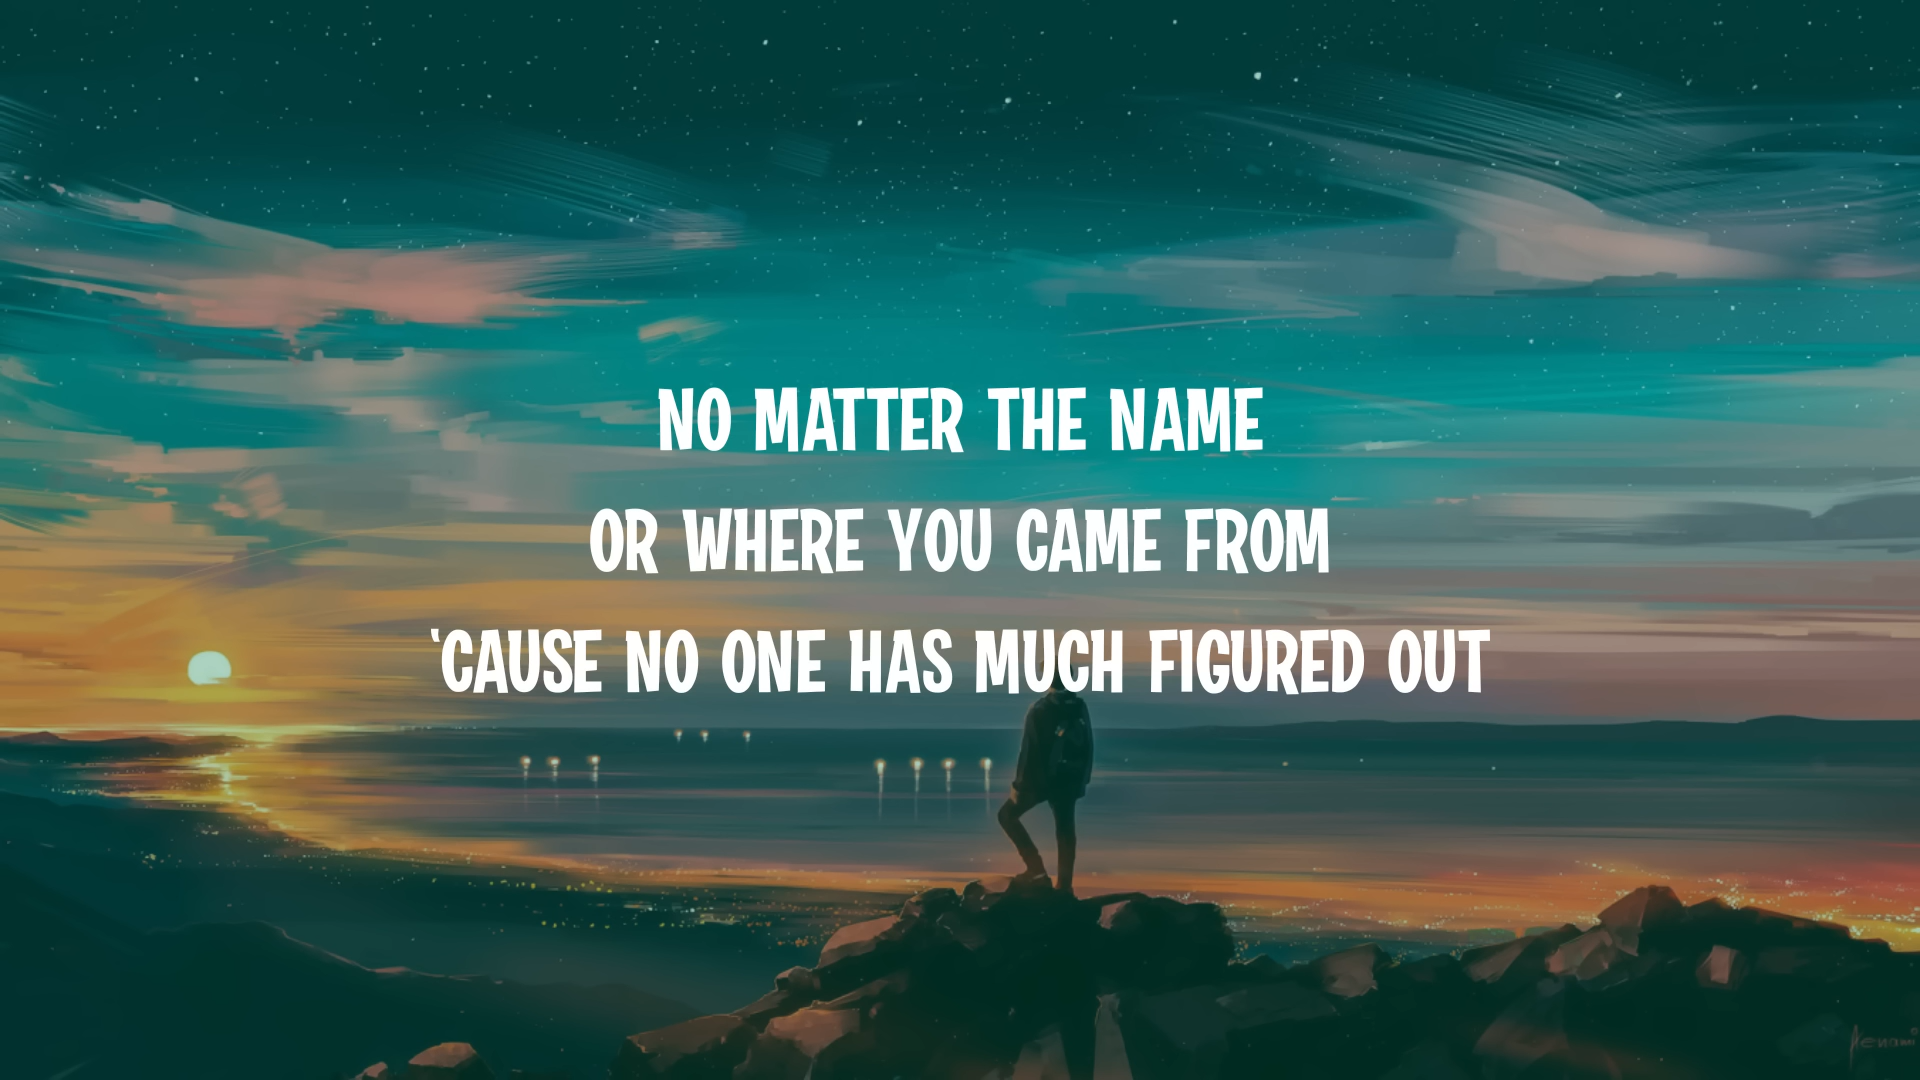 NO MATTER THE NAME
OR WHERE YOU CAME FROM
‘CAUSE NO ONE HAS MUCH FIGURED OUT